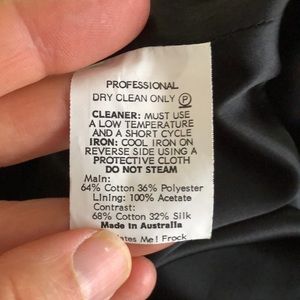 PROFESSIONAL
DRY CLEAN ONLY Ⓟ
CLEANER: MUST USE
A LOW TEMPERATURE
AND A SHORT CYCLE
IRON: COOL IRON ON
REVERSE SIDE USING A
PROTECTIVE CLOTH
DO NOT STEAM
Main:
64% Cotton 36% Polyester
Lining: 100% Acetate
Contrast:
68% Cotton 32% Silk
Made in Australia
Me! Frock